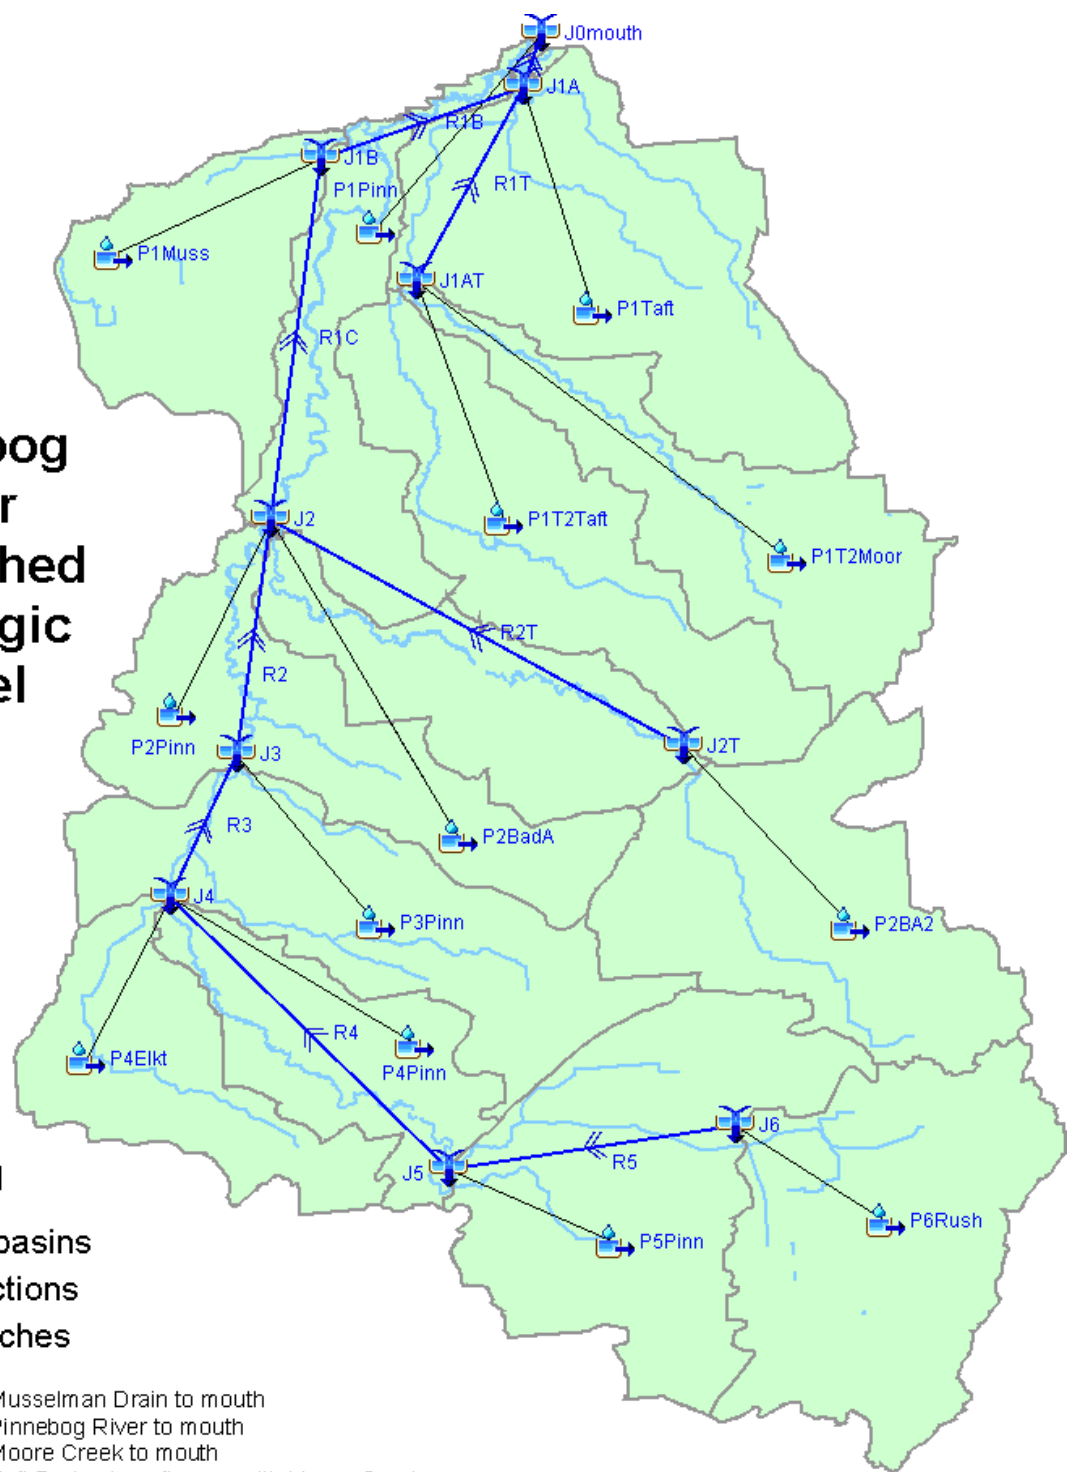 J0mouth
J1A
R1B
J1B
P1Pinn
R1T
P1Muss
J1AT
P1Taft
R1C
oog
r
J2
P1T2Taft
hed
P1T2Moor
gic
R2T
el
R2
P2Pinn
J3
J2T
R3
P2BadA
J4
P3Pinn
P2BA2
R4
P4Elkt
P4Pinn
J6
J5
R5
P6Rush
P5Pinn
basins
ctions
ches
Musselman Drain to mouth
Pinnebog River to mouth
Moore Creek to mouth